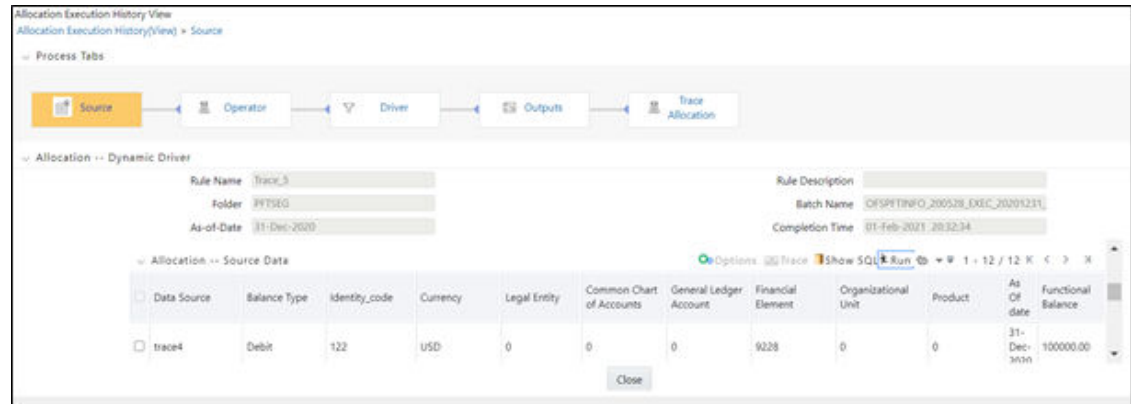 Allocation Execution History View
Allocation Execution History(View) » Source
Process Tabs
Source
Operator
Driver
Outputs
Trace Allocation
Allocation -- Dynamic Driver
Rule Name Trace_5 Rule Description
Folder PFTSEG Batch Name OFSPFTINFO_200528_EXEC_20201231_
As-of-Date 31-Dec-2020 Completion Time 01-Feb-2021 20:32:34
Allocation -- Source Data Options Trace Show SQL Run 1 - 12 / 12
Data Source Balance Type Identity_code Currency Legal Entity Common Chart of Accounts General Ledger Account Financial Element Organizational Unit Product As Of date Functional Balance
trace4 Debit 122 USD 0 0 0 9228 0 0 31-Dec-2020 100000.00
Close